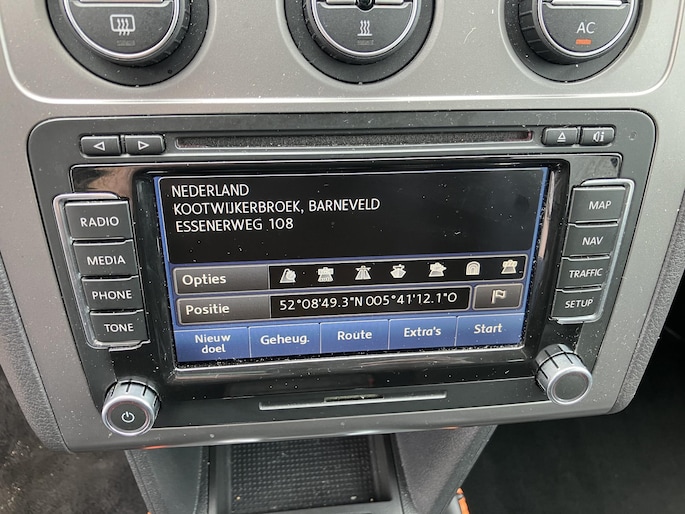 AC
RADIO
MEDIA
PHONE
TONE
NEDERLAND
KOOTWIJKERBROEK, BARNEVELD
ESSENERWEG 108
Opties
Positie 52°08'49.3"N 005°41'12.1"O
Nieuw doel
Geheug.
Route
Extra's
Start
MAP
NAV
TRAFFIC
SETUP